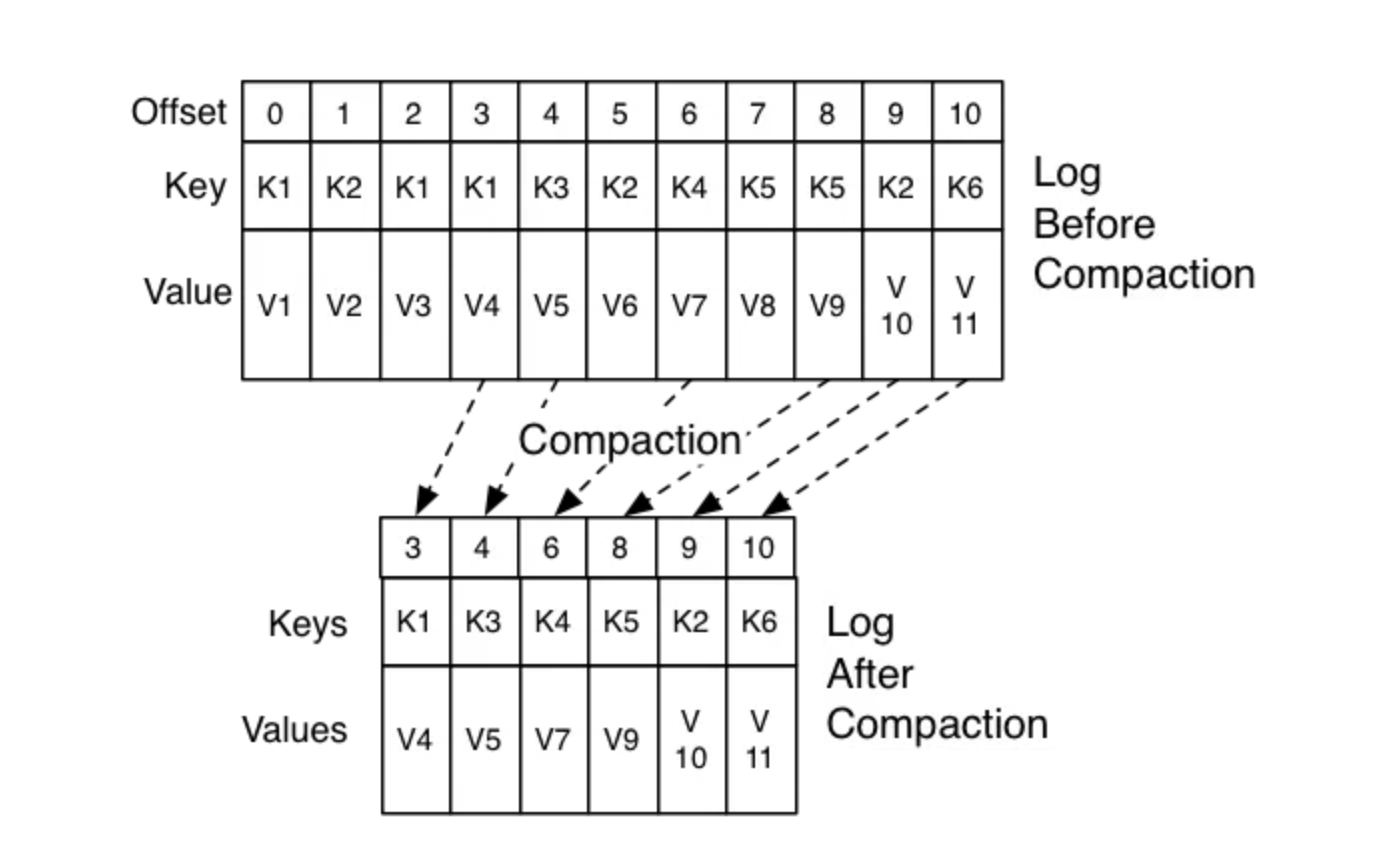 Offset 0 1 2 3 4 5 6 7 8 9 10
Key K1 K2 K1 K1 K3 K2 K4 K5 K5 K2 K6
Value V1 V2 V3 V4 V5 V6 V7 V8 V9 V 10 V 11
Log
Before
Compaction
Compaction
3 4 6 8 9 10
Keys K1 K3 K4 K5 K2 K6
Values V4 V5 V7 V9 V 10 V 11
Log
After
Compaction